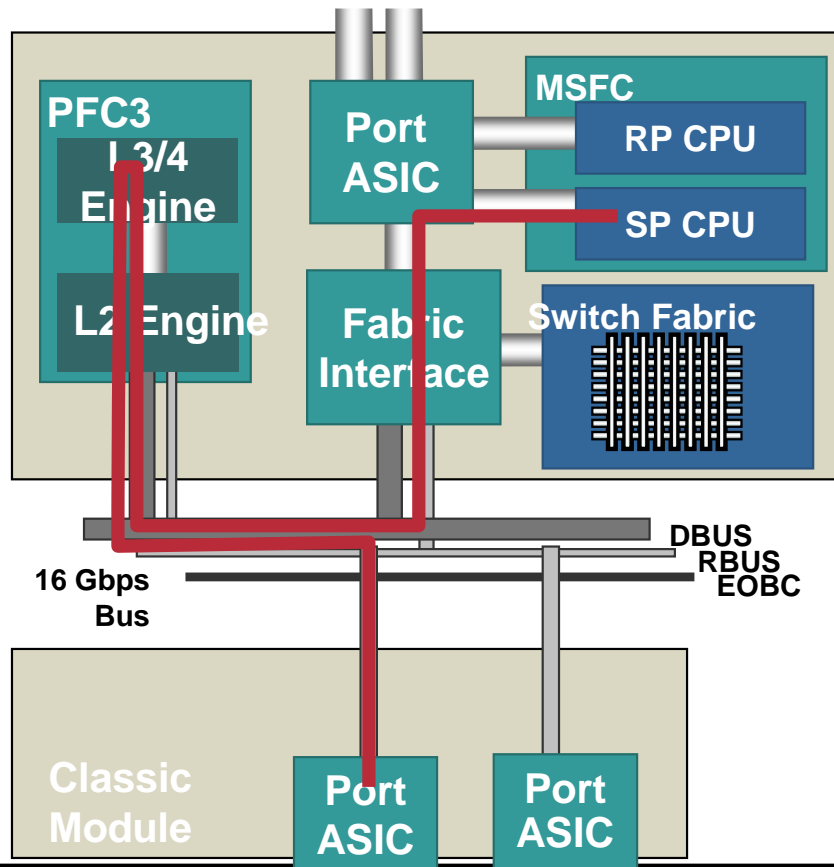 PFC3
L3/4
Engine
L2 Engine
Port
ASIC
Fabric
Interface
MSFC
RP CPU
SP CPU
Switch Fabric
DBUS
RBUS
EOBC
16 Gbps
Bus
Classic
Module
Port
ASIC
Port
ASIC